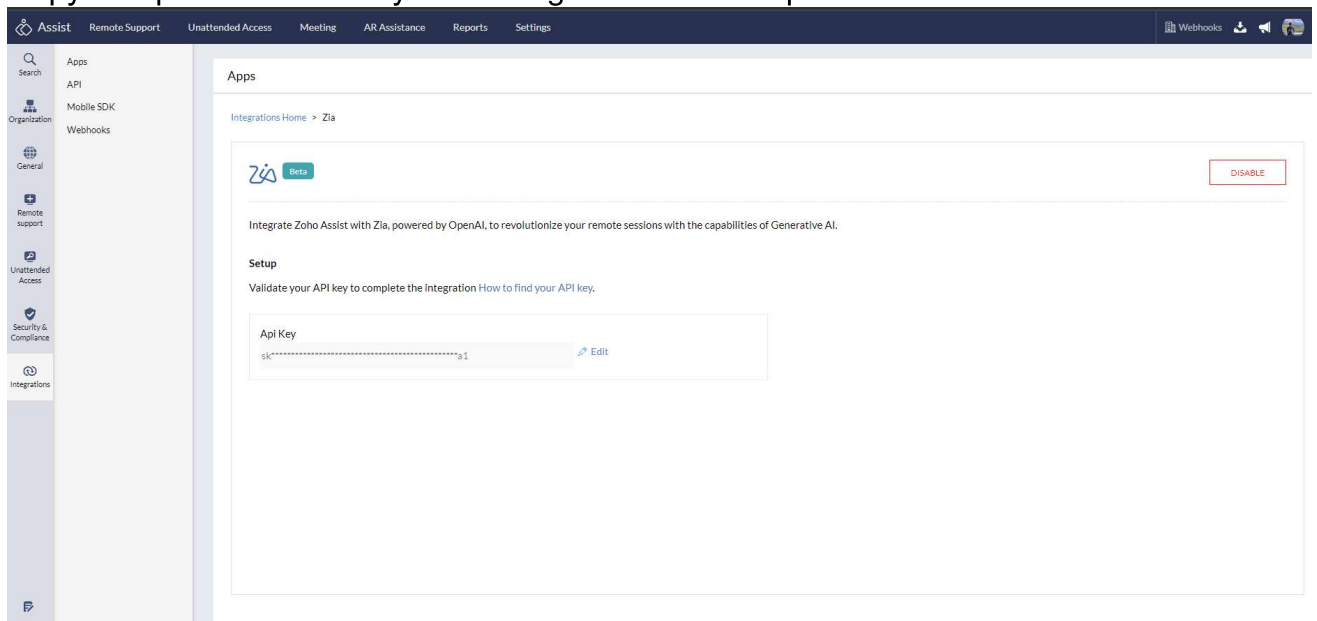 Assist Remote Support Unattended Access Meeting AR Assistance Reports Settings Webhooks
Search
Organization
General
Remote
support
Unattended
Access
Security &
Compliance
Integrations
Apps
API
Mobile SDK
Webhooks
Apps
Integrations Home > Zia
Zia Beta DISABLE
Integrate Zoho Assist with Zia, powered by OpenAI, to revolutionize your remote sessions with the capabilities of Generative AI.
Setup
Validate your API key to complete the integration How to find your API key.
Api Key
sk***********************************************a1 Edit